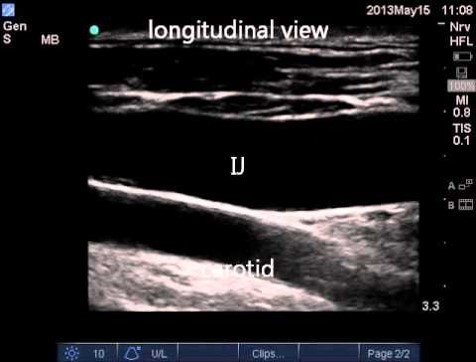 2013May15 11:08
Gen
S MB
Nrv
HFL
longitudinal view
100%
MI
0.8
TIS
0.1
IJ
A
B
carotid
3.3
10 U/L Clips... Page 2/2